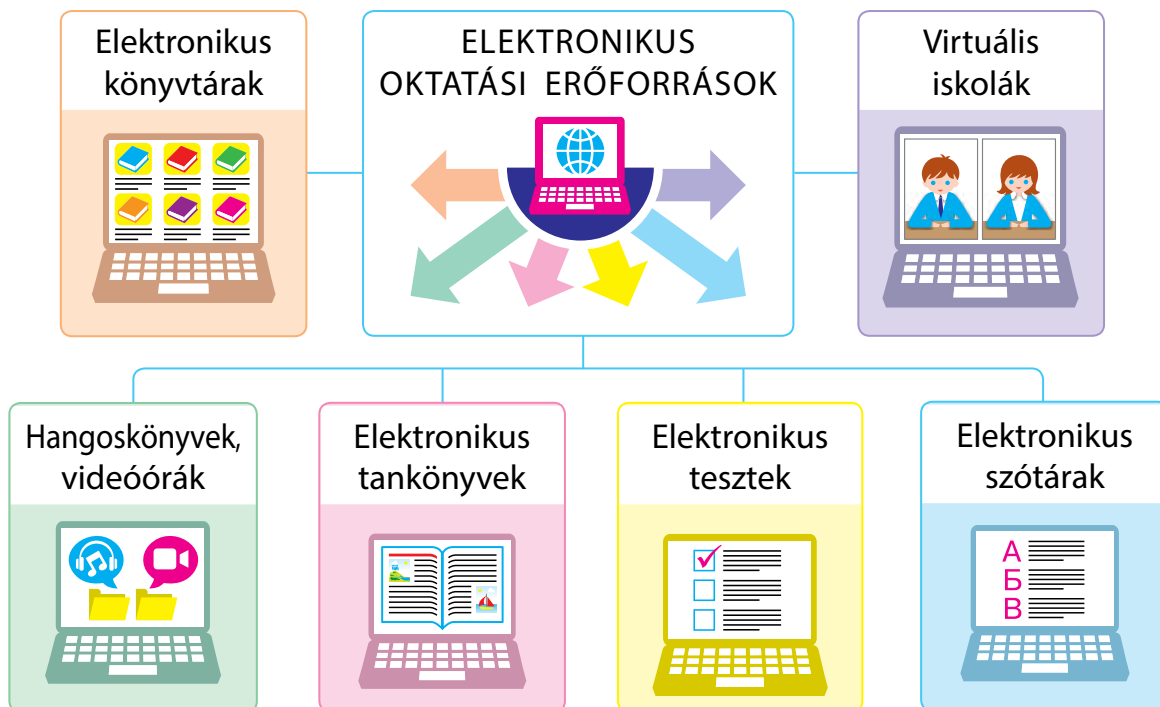 Elektronikus
könyvtárak
ELEKTRONIKUS
OKTATÁSI ERŐFORRÁSOK
Virtuális
iskolák
Hangoskönyvek,
videóórák
Elektronikus
tankönyvek
Elektronikus
tesztek
Elektronikus
szótárak
А
Б
В